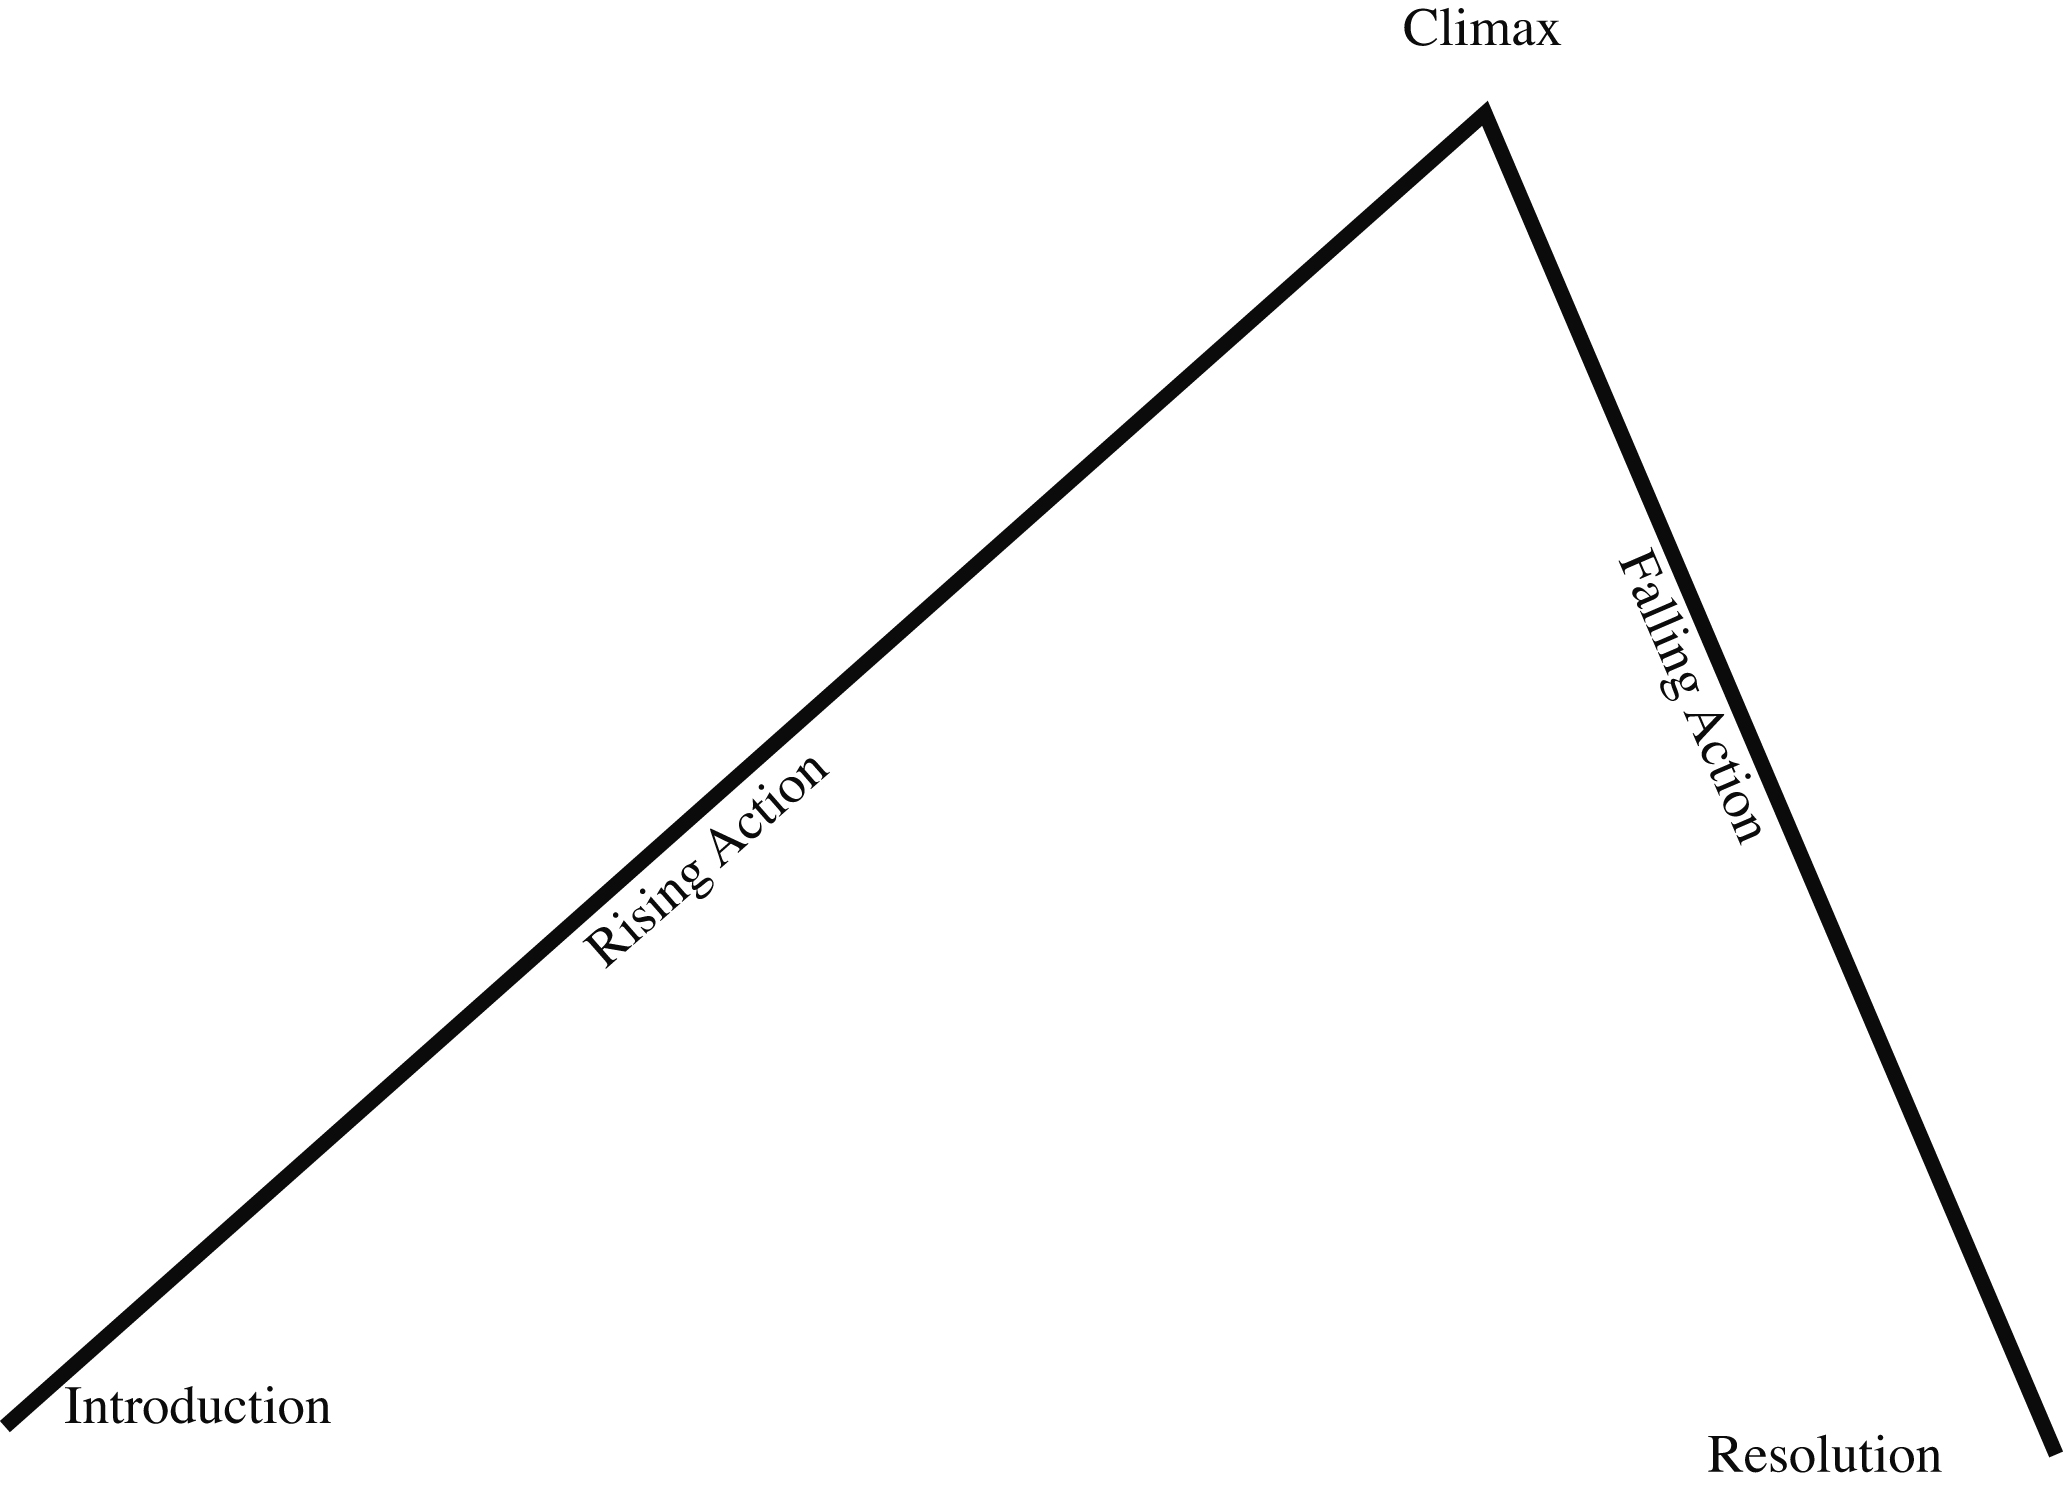 Climax
Falling Action
Rising Action
Introduction
Resolution